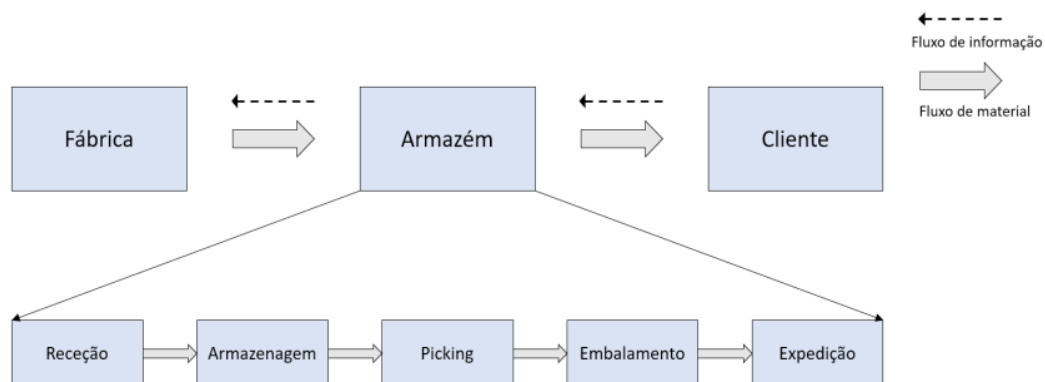 Fluxo de informação
Fluxo de material
Fábrica
Armazém
Cliente
Receção
Armazenagem
Picking
Embalamento
Expedição